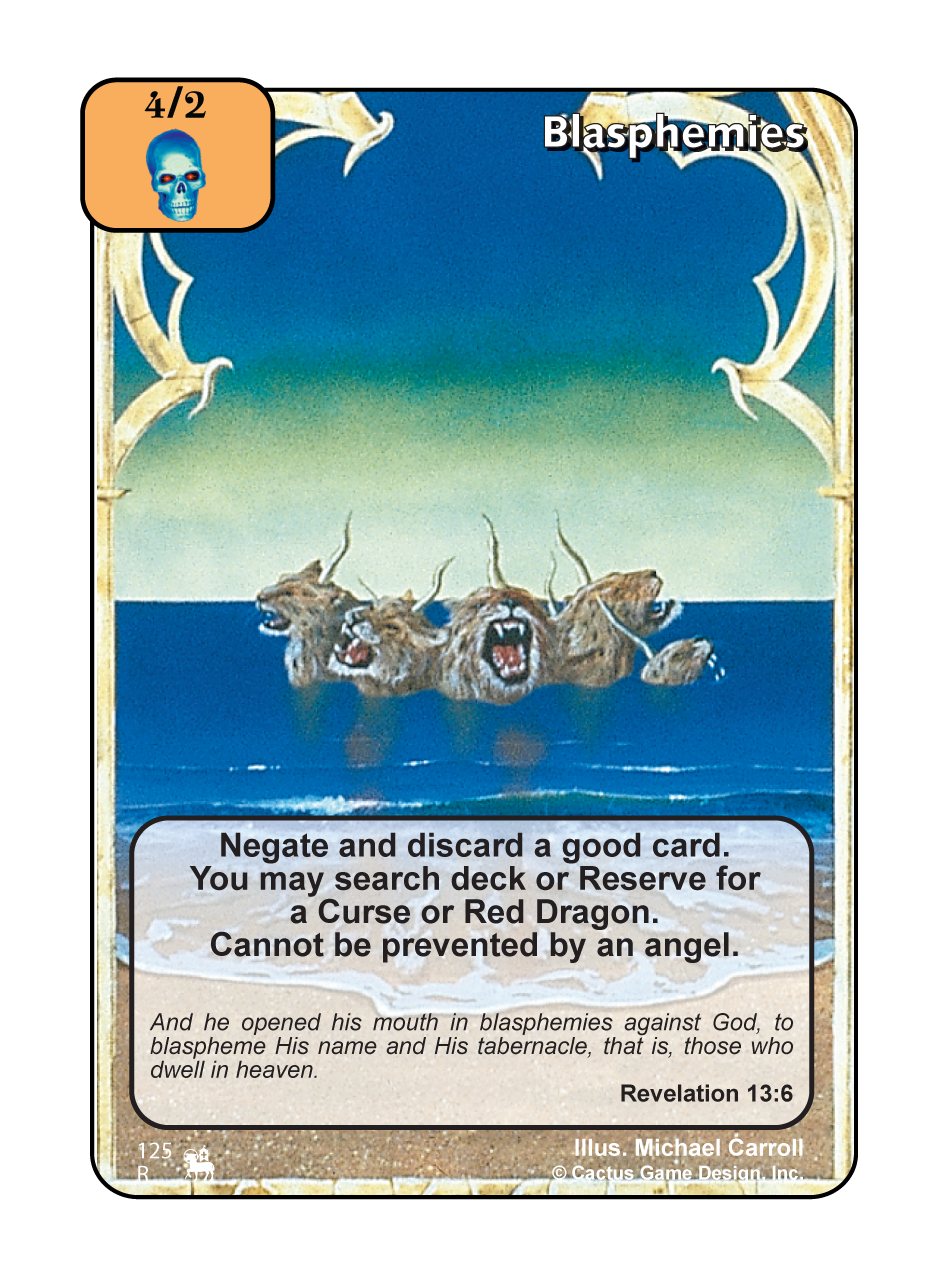 4/2
Blasphemies
Negate and discard a good card.
You may search deck or Reserve for
a Curse or Red Dragon.
Cannot be prevented by an angel.
And he opened his mouth in blasphemies against God, to
blaspheme His name and His tabernacle, that is, those who
dwell in heaven.
Revelation 13:6
125
R
Illus. Michael Carroll
© Cactus Game Design, Inc.